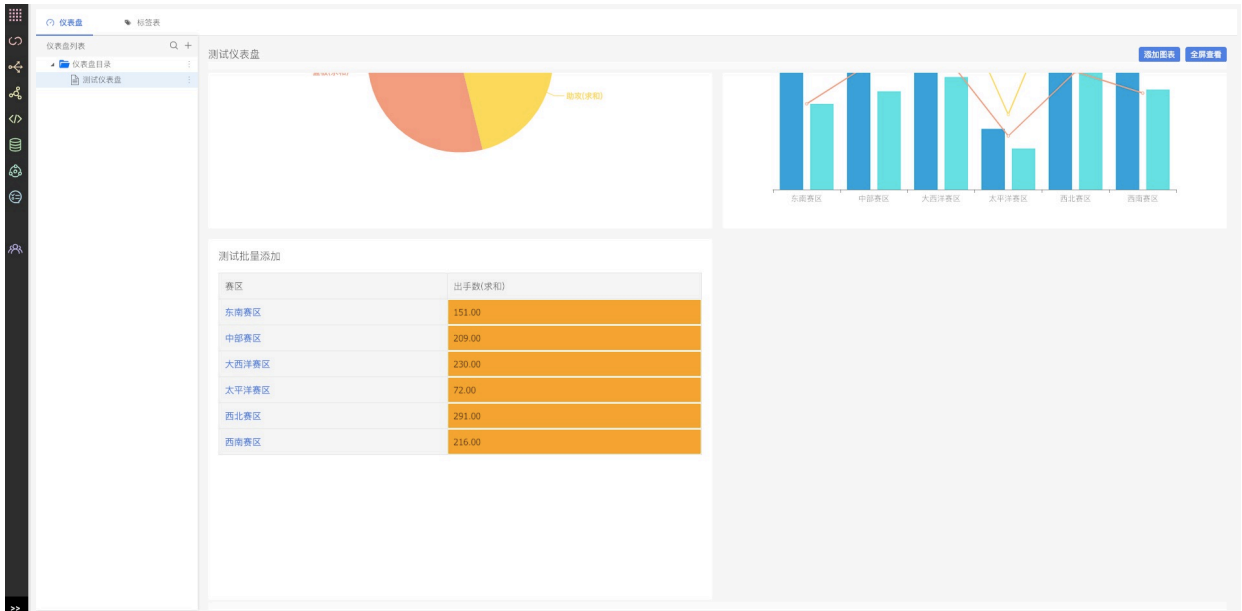 仪表盘
标签表
仪表盘列表
仪表盘目录
测试仪表盘
测试仪表盘
添加图表
全屏查看
助攻(求和)
东南赛区
中部赛区
大西洋赛区
太平洋赛区
西北赛区
西南赛区
测试批量添加
赛区 出手数(求和)
东南赛区 151.00
中部赛区 209.00
大西洋赛区 230.00
太平洋赛区 72.00
西北赛区 291.00
西南赛区 216.00
>>